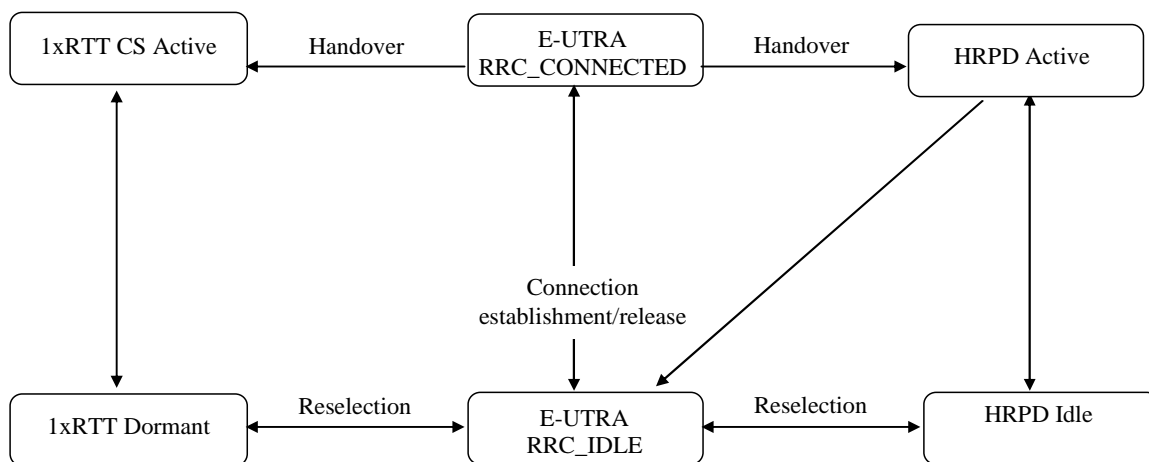 1xRTT CS Active
Handover
E-UTRA
RRC_CONNECTED
Handover
HRPD Active
Connection
establishment/release
1xRTT Dormant
Reselection
E-UTRA
RRC_IDLE
Reselection
HRPD Idle